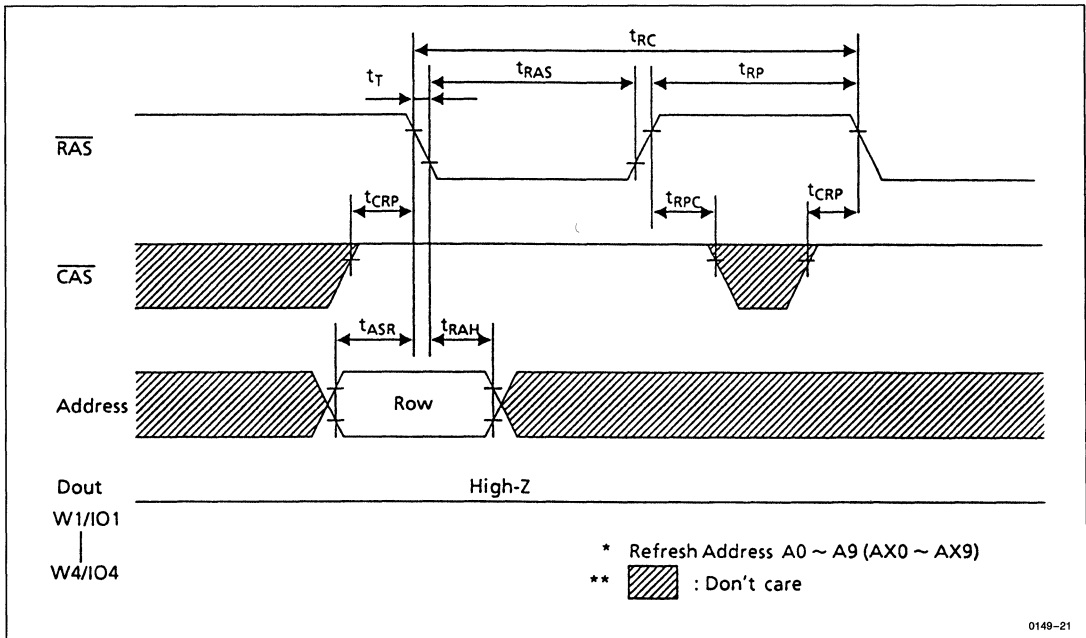 tRC
tRAS
tRP
tT
RAS
tCRP
tRPC
tCRP
CAS
tASR
tRAH
Address
Row
Dout
High-Z
W1/IO1
W4/IO4
* Refresh Address A0 ~ A9 (AX0 ~ AX9)
** : Don't care
0149-21